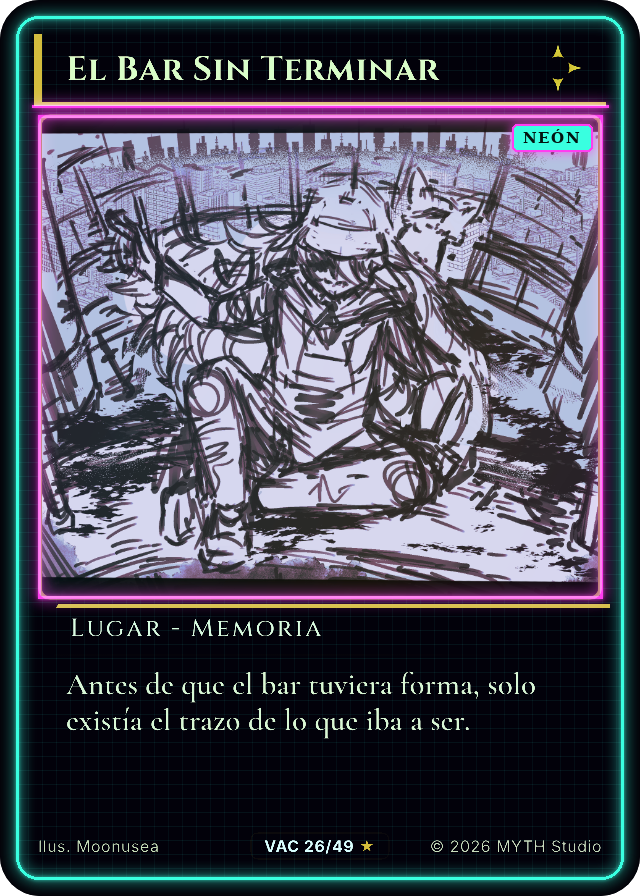 El Bar Sin Terminar
NEÓN
Lugar - Memoria
Antes de que el bar tuviera forma, solo
existía el trazo de lo que iba a ser.
Ilus. Moonusea
VAC 26/49 ★
© 2026 MYTH Studio